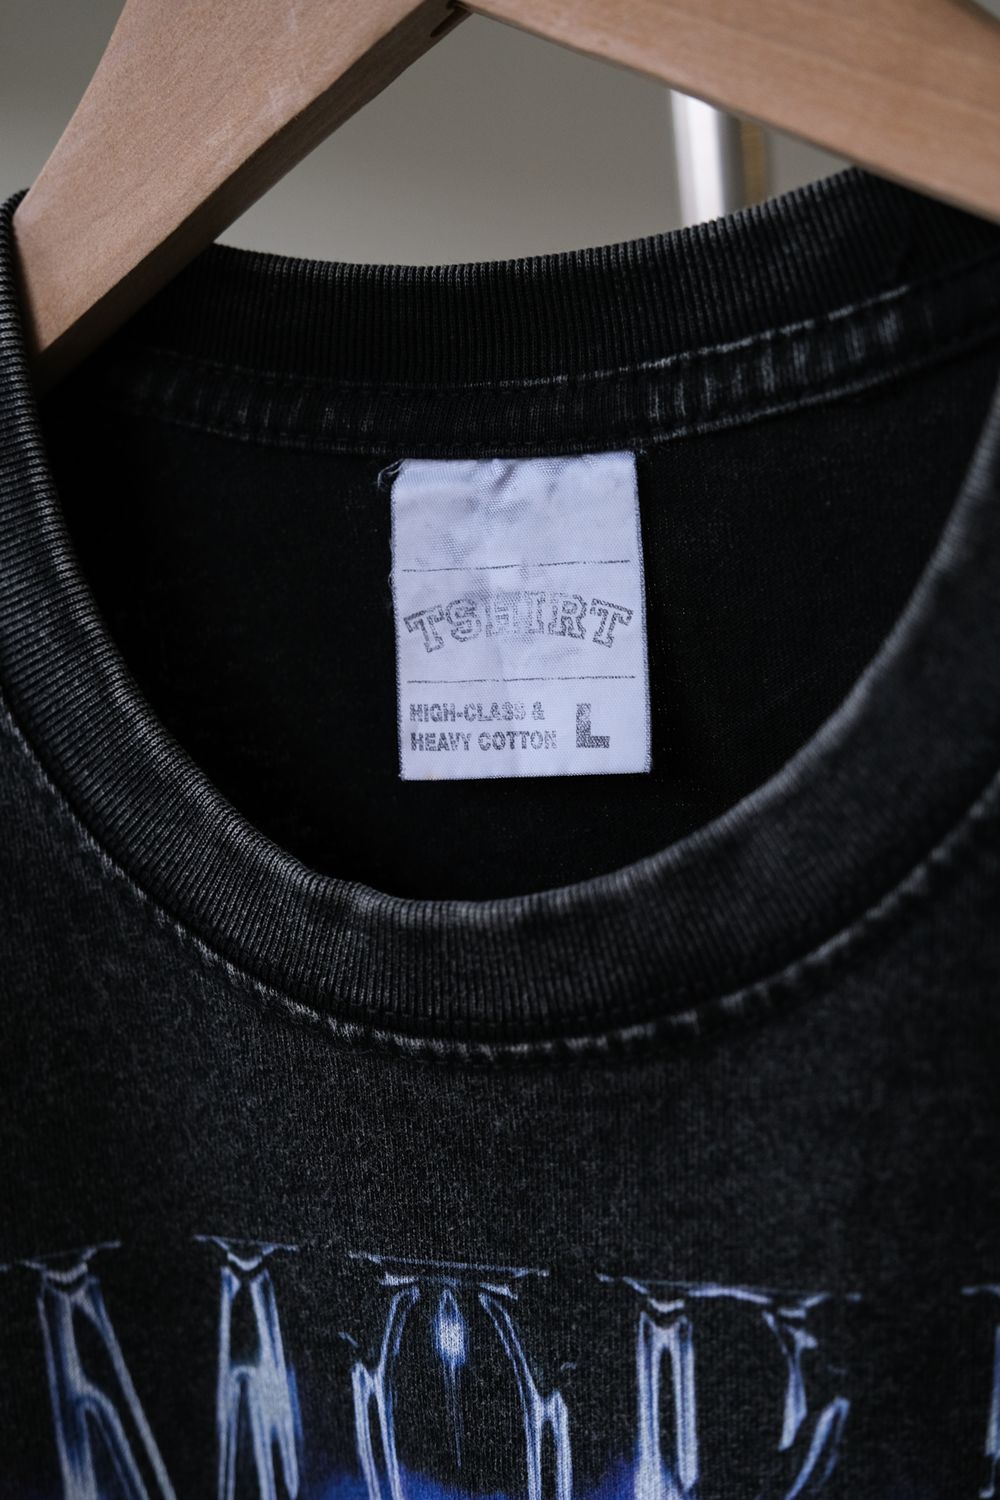 TSHIRT
HIGH-CLASS &
HEAVY COTTON L